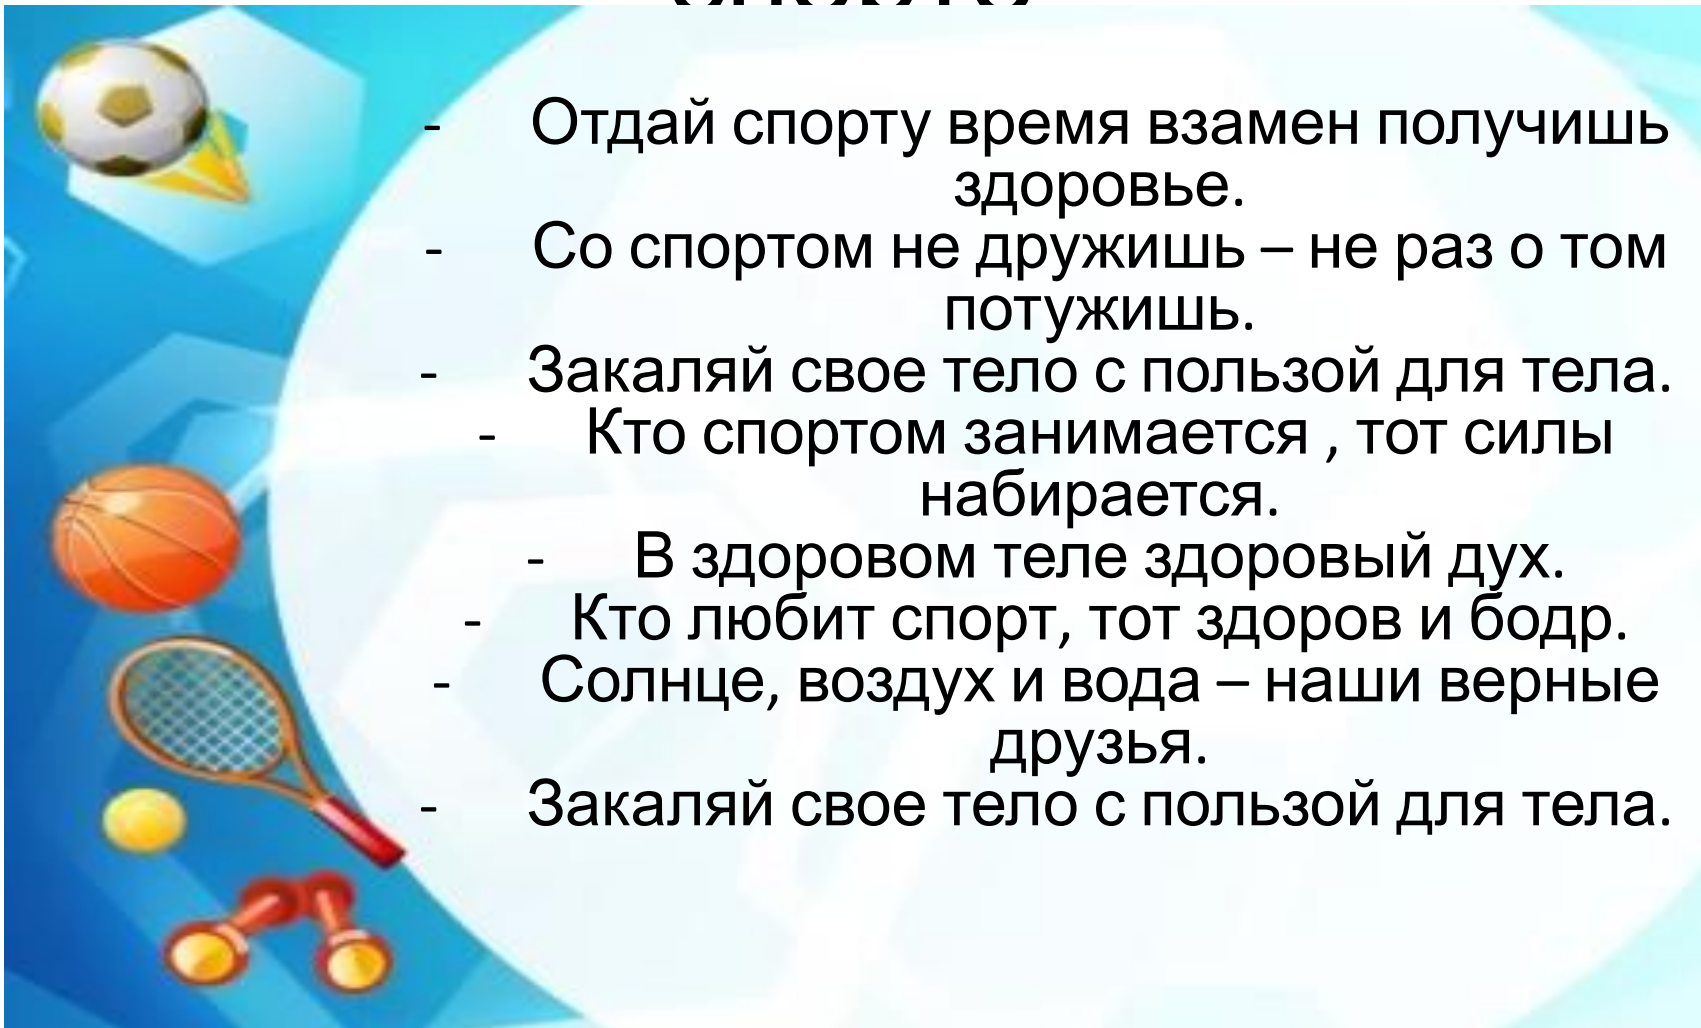 - Отдай спорту время взамен получишь
здоровье.
- Со спортом не дружишь – не раз о том
потужишь.
- Закаляй свое тело с пользой для тела.
- Кто спортом занимается , тот силы
набирается.
- В здоровом теле здоровый дух.
- Кто любит спорт, тот здоров и бодр.
- Солнце, воздух и вода – наши верные
друзья.
- Закаляй свое тело с пользой для тела.